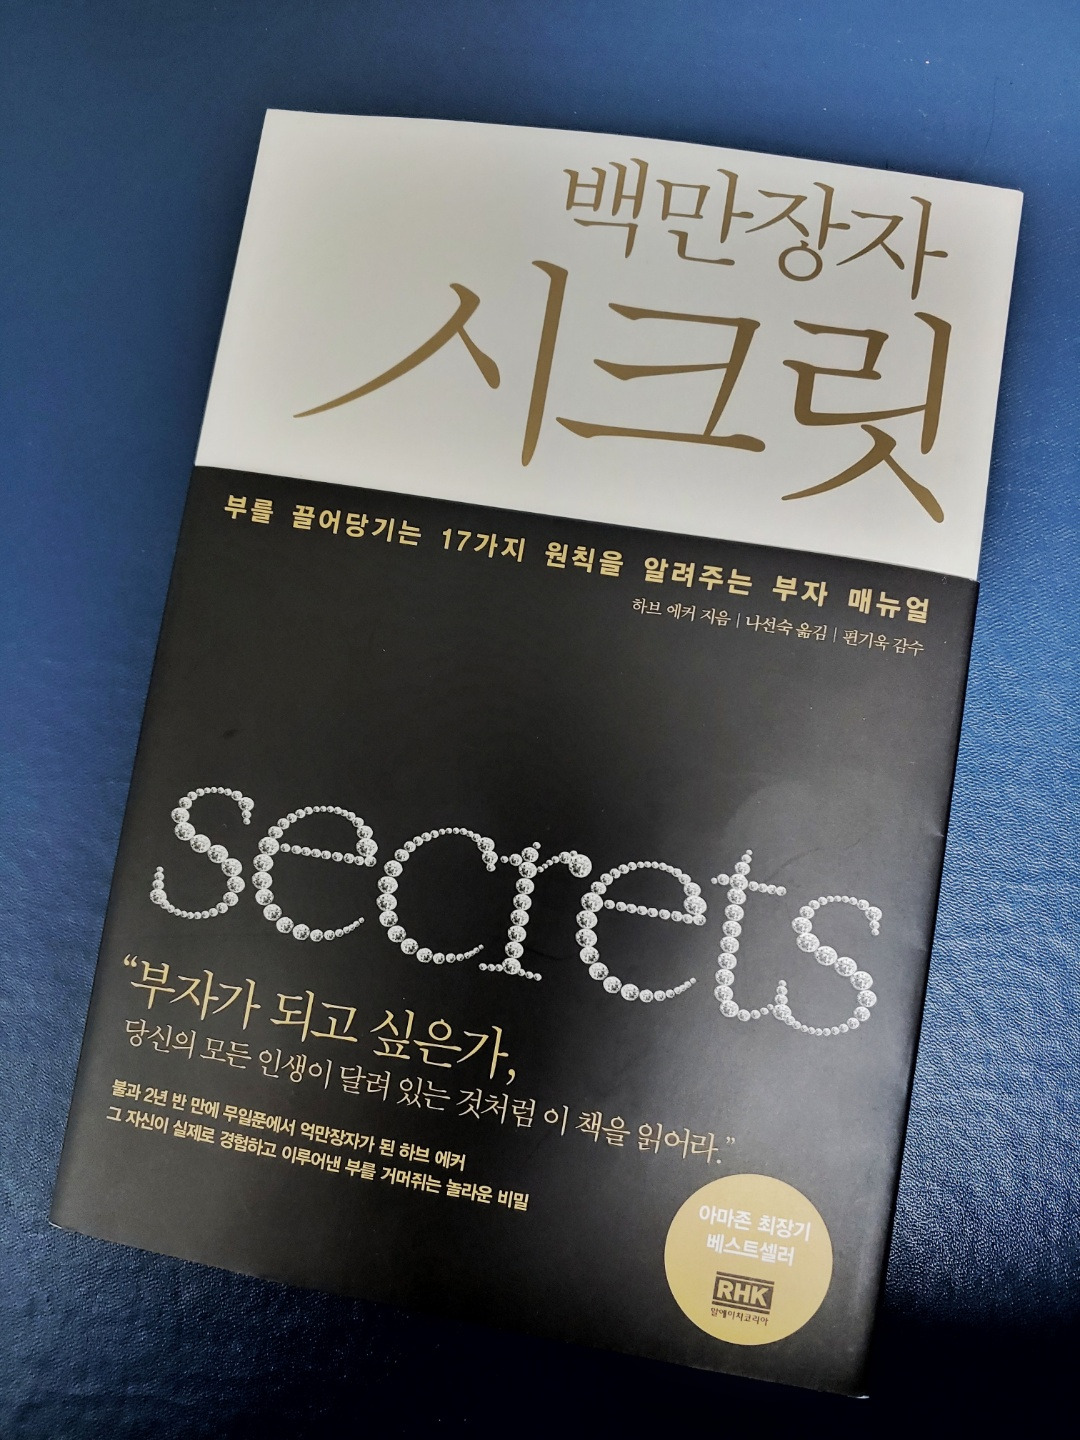 백만장자
시크릿
부를 끌어당기는 17가지 원칙을 알려주는 부자 매뉴얼
하브 에커 지음 | 나선숙 옮김 | 편기욱 감수
secrets
“부자가 되고 싶은가,
당신의 모든 인생이 달려 있는 것처럼 이 책을 읽어라.”
불과 2년 반 만에 무일푼에서 억만장자가 된 하브 에커
그 자신이 실제로 경험하고 이루어낸 부를 거머쥐는 놀라운 비밀
아마존 최장기
베스트셀러
RHK
알에이치코리아